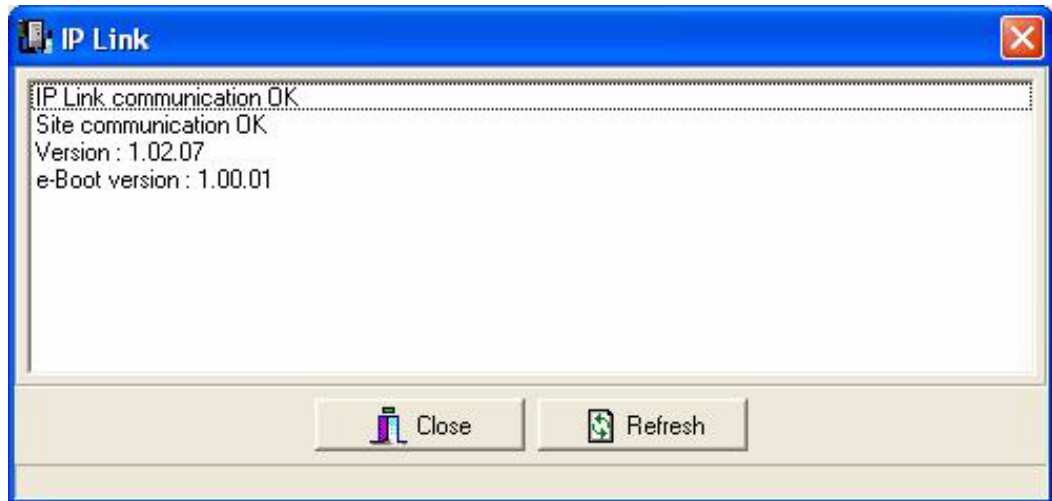 IP Link
IP Link communication OK
Site communication OK
Version : 1.02.07
e-Boot version : 1.00.01
Close
Refresh